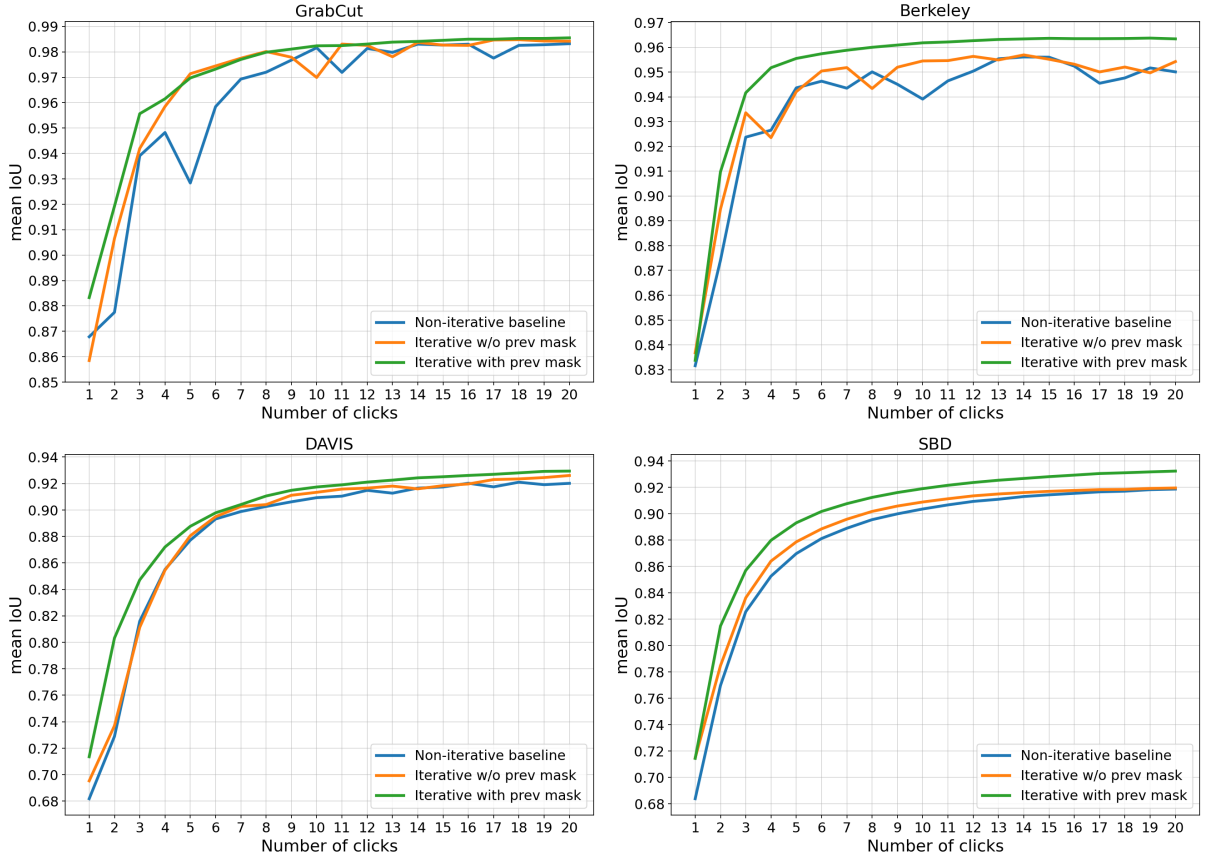 GrabCut
0.99
0.98
0.97
0.96
0.95
0.94
0.93
0.92
0.91
0.90
0.89
0.88
0.87
0.86
0.85
mean IoU
Non-iterative baseline
Iterative w/o prev mask
Iterative with prev mask
1 2 3 4 5 6 7 8 9 10 11 12 13 14 15 16 17 18 19 20
Number of clicks
Berkeley
0.97
0.96
0.95
0.94
0.93
0.92
0.91
0.90
0.89
0.88
0.87
0.86
0.85
0.84
0.83
mean IoU
Non-iterative baseline
Iterative w/o prev mask
Iterative with prev mask
1 2 3 4 5 6 7 8 9 10 11 12 13 14 15 16 17 18 19 20
Number of clicks
DAVIS
0.94
0.92
0.90
0.88
0.86
0.84
0.82
0.80
0.78
0.76
0.74
0.72
0.70
0.68
mean IoU
Non-iterative baseline
Iterative w/o prev mask
Iterative with prev mask
1 2 3 4 5 6 7 8 9 10 11 12 13 14 15 16 17 18 19 20
Number of clicks
SBD
0.94
0.92
0.90
0.88
0.86
0.84
0.82
0.80
0.78
0.76
0.74
0.72
0.70
0.68
mean IoU
Non-iterative baseline
Iterative w/o prev mask
Iterative with prev mask
1 2 3 4 5 6 7 8 9 10 11 12 13 14 15 16 17 18 19 20
Number of clicks